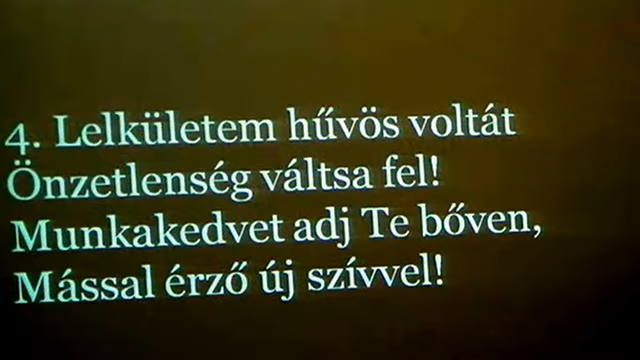 4. Lelkületem hűvös voltát
Önzetlenség váltsa fel!
Munkakedvet adj Te bőven,
Mással érző új szívvel!